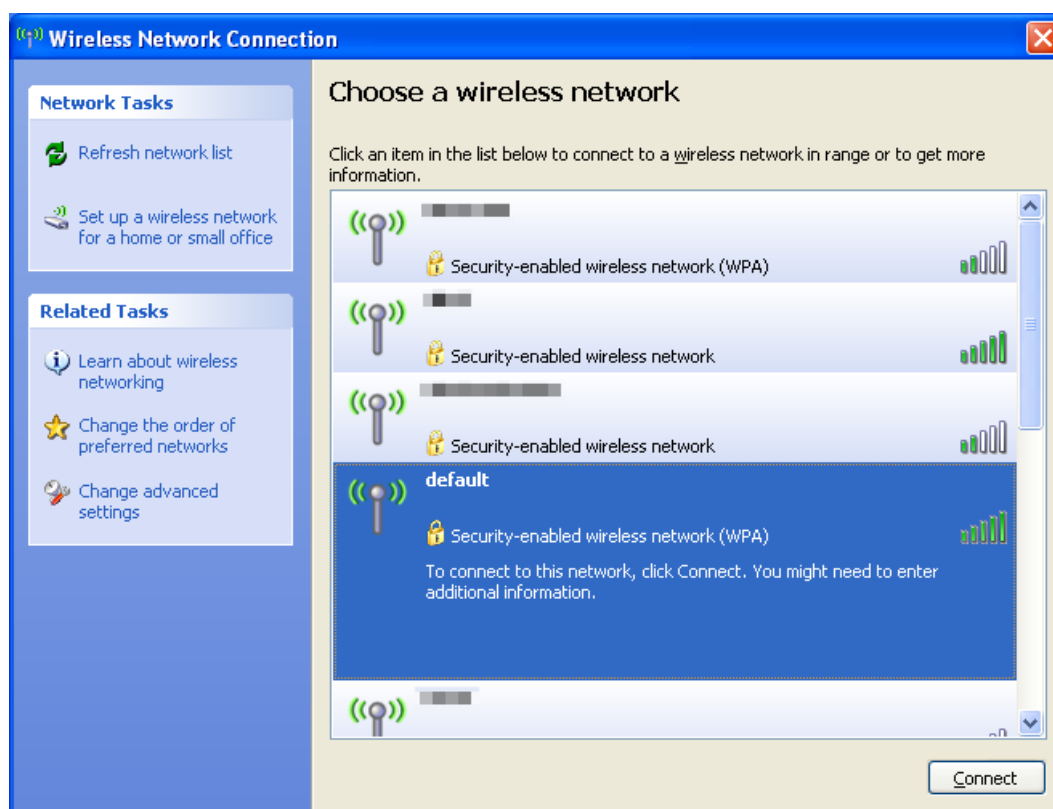 Wireless Network Connection
Network Tasks
Refresh network list
Set up a wireless network
for a home or small office
Related Tasks
Learn about wireless
networking
Change the order of
preferred networks
Change advanced
settings
Choose a wireless network
Click an item in the list below to connect to a wireless network in range or to get more
information.
Security-enabled wireless network (WPA)
Security-enabled wireless network
Security-enabled wireless network
default
Security-enabled wireless network (WPA)
To connect to this network, click Connect. You might need to enter
additional information.
Connect